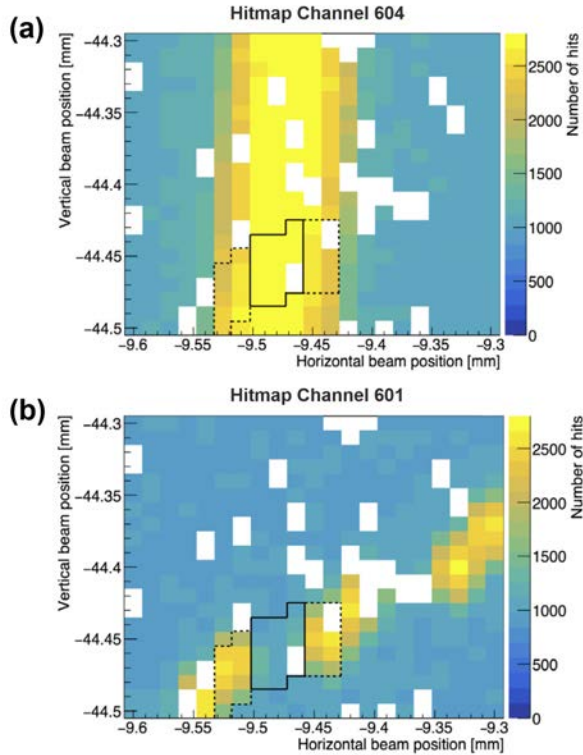 (a)
Hitmap Channel 604
Vertical beam position [mm]
−44.3
−44.35
−44.4
−44.45
−44.5
−9.6 −9.55 −9.5 −9.45 −9.4 −9.35 −9.3
Horizontal beam position [mm]
2500
2000
1500
1000
500
0
Number of hits
(b)
Hitmap Channel 601
Vertical beam position [mm]
−44.3
−44.35
−44.4
−44.45
−44.5
−9.6 −9.55 −9.5 −9.45 −9.4 −9.35 −9.3
Horizontal beam position [mm]
2500
2000
1500
1000
500
0
Number of hits